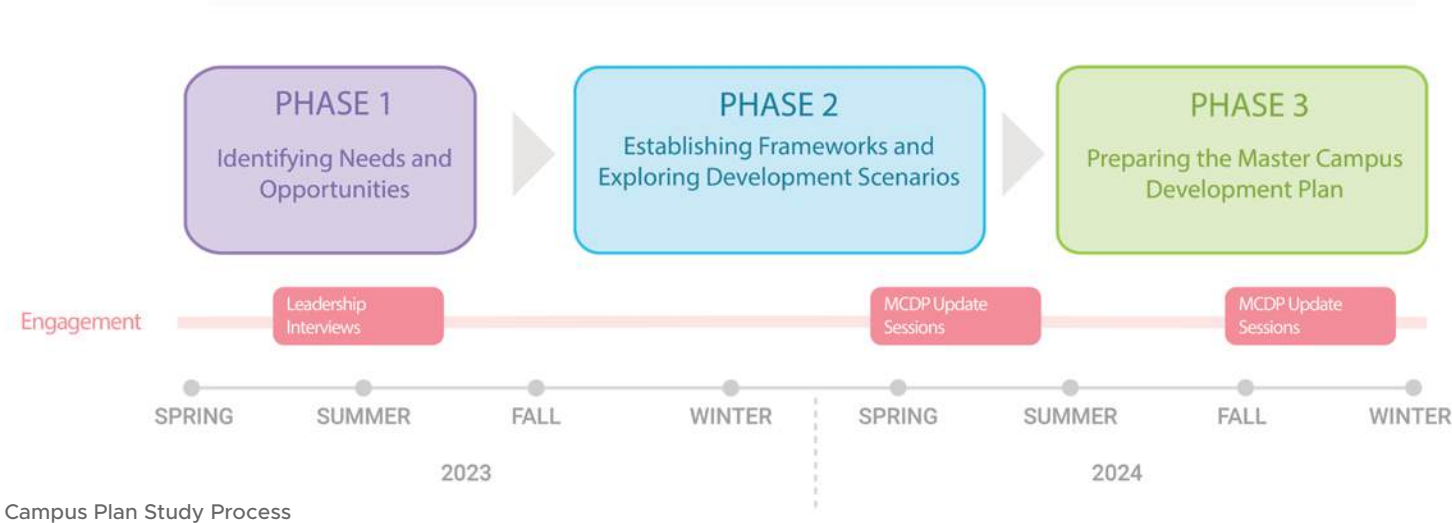 PHASE 1
Identifying Needs and
Opportunities
PHASE 2
Establishing Frameworks and
Exploring Development Scenarios
PHASE 3
Preparing the Master Campus
Development Plan
Engagement
Leadership
Interviews
MCDP Update
Sessions
MCDP Update
Sessions
SPRING
SUMMER
FALL
WINTER
SPRING
SUMMER
FALL
WINTER
2023
2024
Campus Plan Study Process